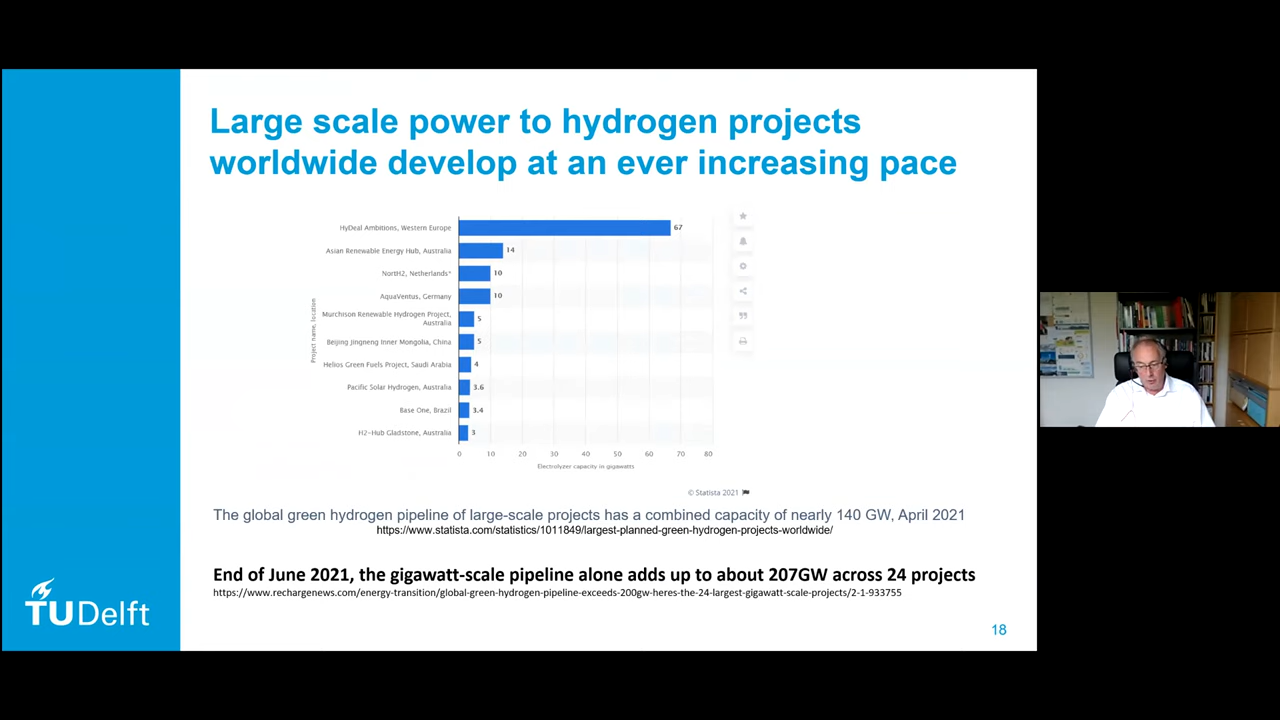 Large scale power to hydrogen projects
worldwide develop at an ever increasing pace
Project name, location
HyDeal Ambitions, Western Europe
67
Asian Renewable Energy Hub, Australia
14
NortH2, Netherlands*
10
AquaVentus, Germany
10
Murchison Renewable Hydrogen Project,
Australia
5
Beijing Jingneng Inner Mongolia, China
5
Helios Green Fuels Project, Saudi Arabia
4
Pacific Solar Hydrogen, Australia
3.6
Base One, Brazil
3.4
H2-Hub Gladstone, Australia
3
0 10 20 30 40 50 60 70 80
Electrolyzer capacity in gigawatts
© Statista 2021
The global green hydrogen pipeline of large-scale projects has a combined capacity of nearly 140 GW, April 2021
https://www.statista.com/statistics/1011849/largest-planned-green-hydrogen-projects-worldwide/
End of June 2021, the gigawatt-scale pipeline alone adds up to about 207GW across 24 projects
https://www.rechargenews.com/energy-transition/global-green-hydrogen-pipeline-exceeds-200gw-heres-the-24-largest-gigawatt-scale-projects/2-1-933755
TUDelft
18